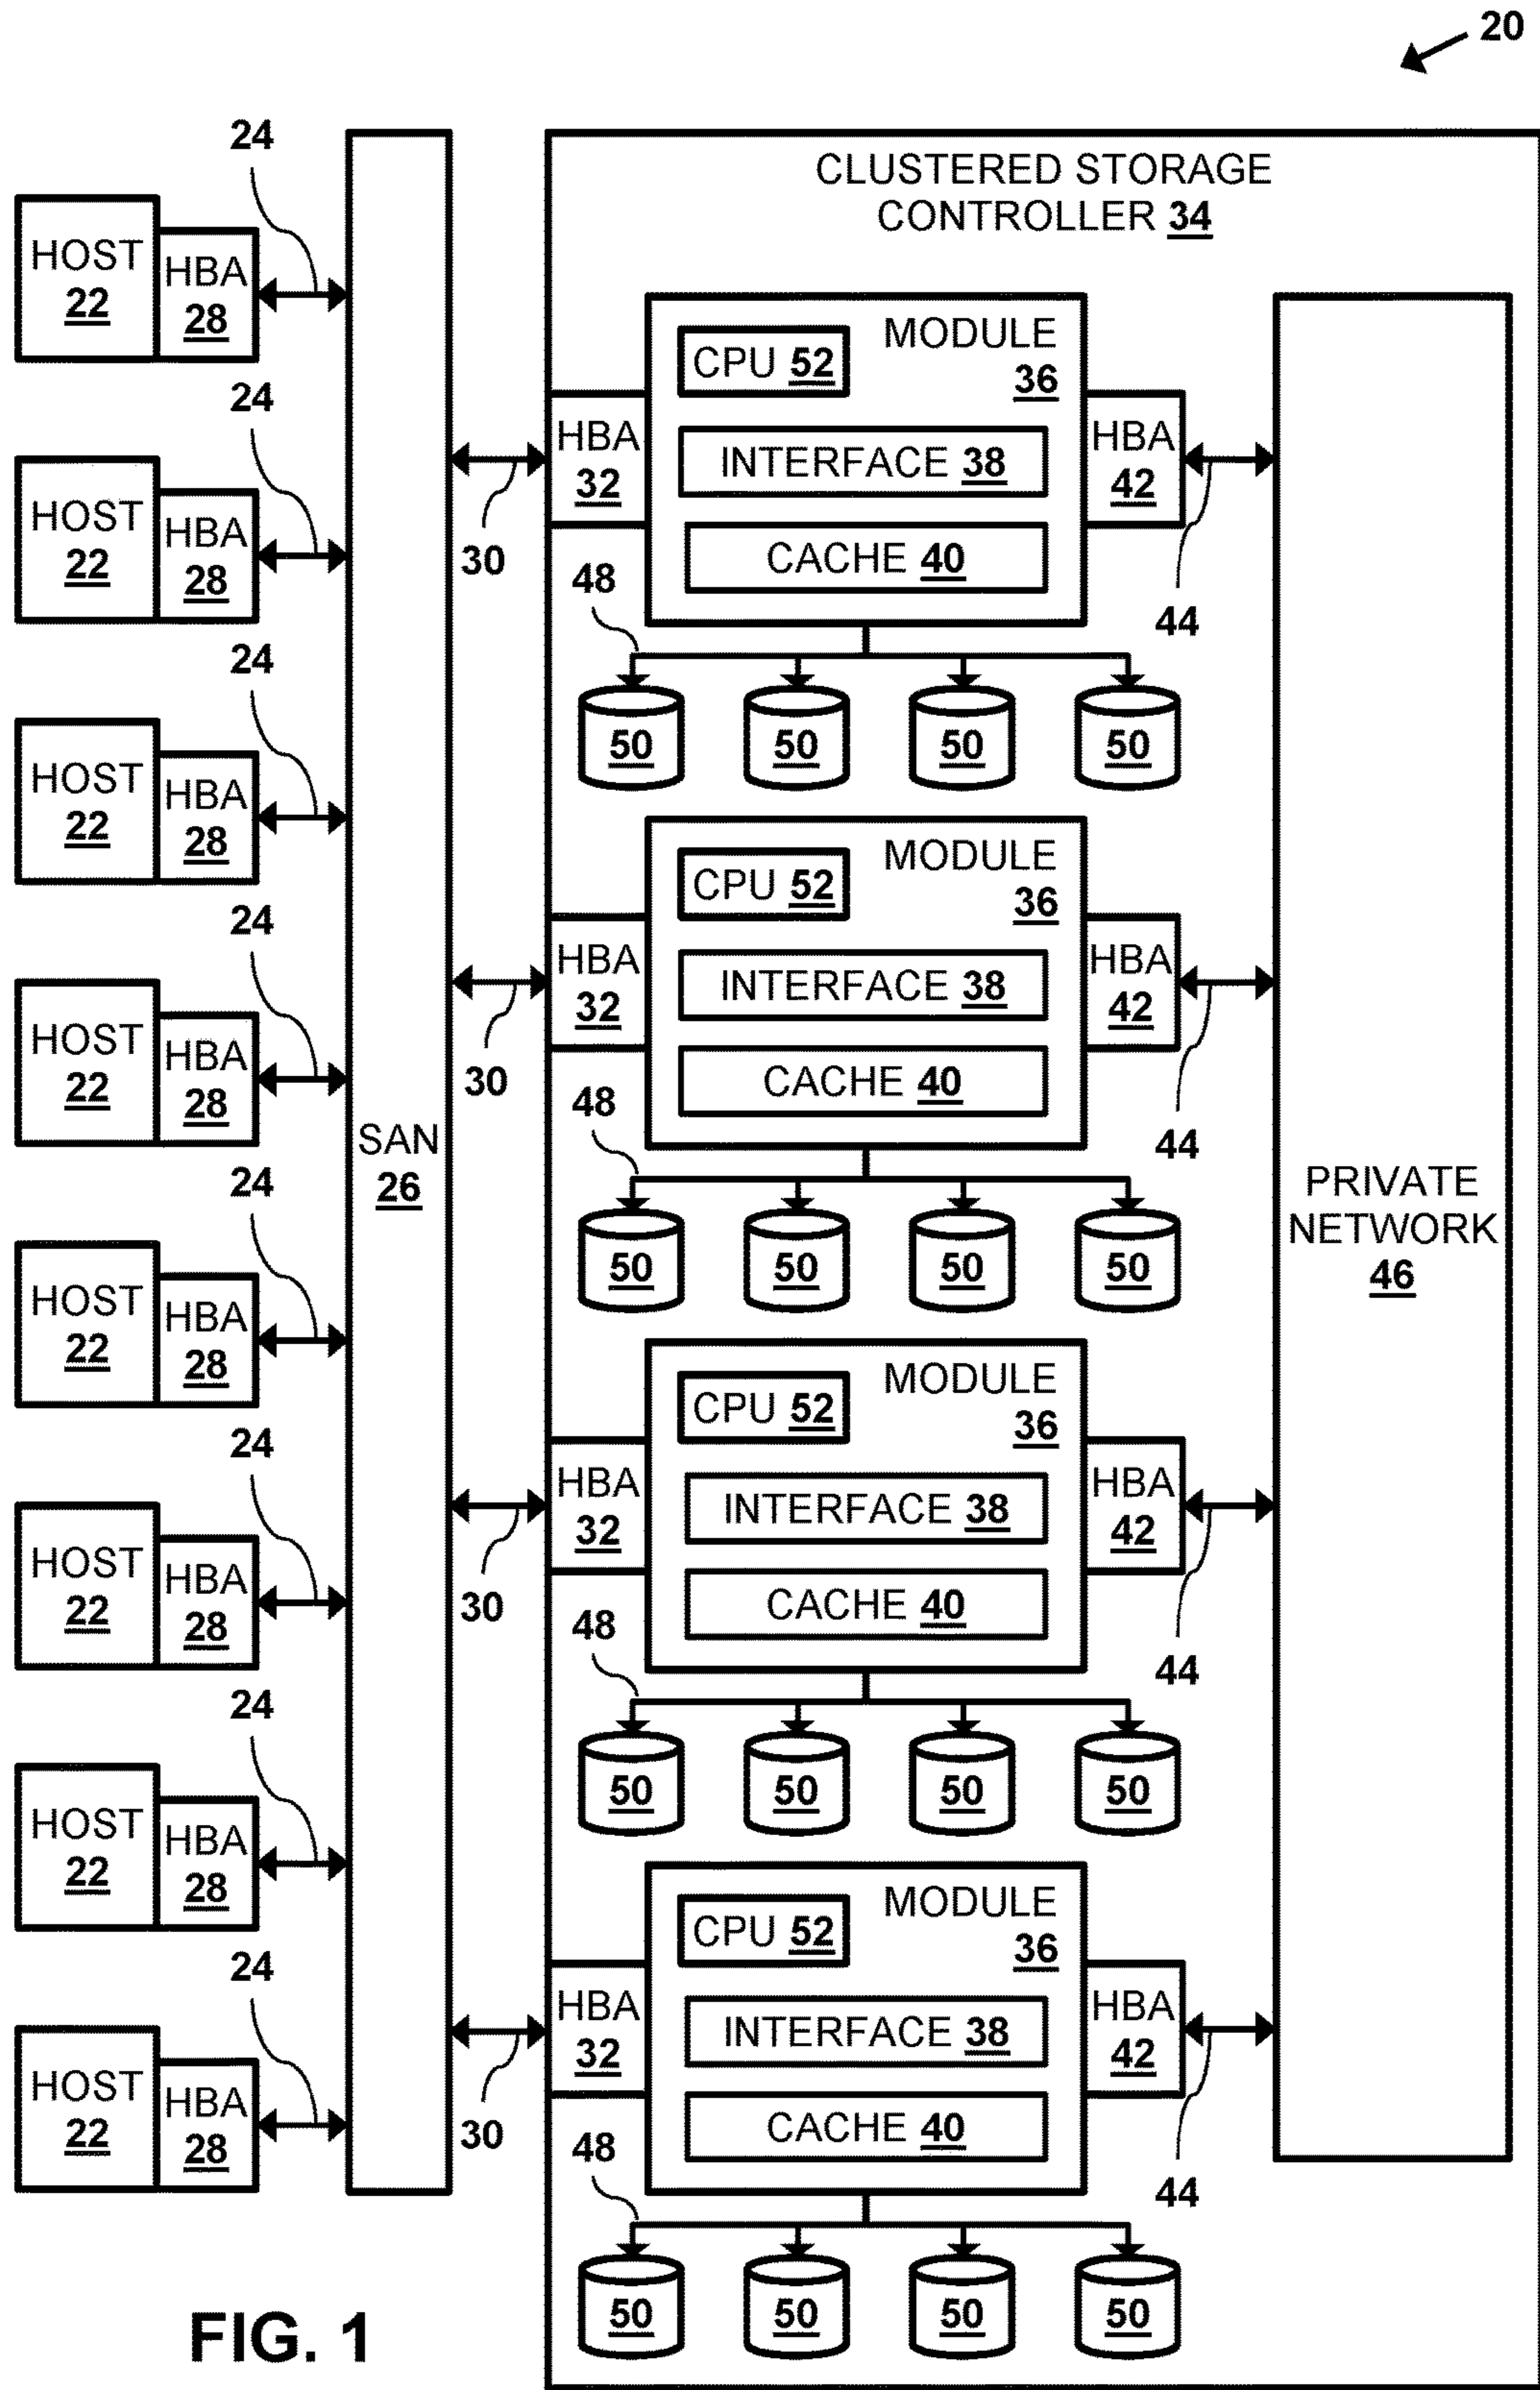 20
24
CLUSTERED STORAGE
CONTROLLER 34
HOST
22
HBA
28
MODULE
36
CPU 52
24
HBA
32
INTERFACE 38
HBA
42
HOST
22
HBA
28
30
CACHE 40
48
44
24
50 50 50 50
HOST
22
HBA
28
MODULE
36
CPU 52
24
HBA
32
INTERFACE 38
HBA
42
HOST
22
HBA
28
30
CACHE 40
48
44
SAN
26
24
PRIVATE
NETWORK
46
50 50 50 50
HOST
22
HBA
28
MODULE
36
CPU 52
24
HBA
32
INTERFACE 38
HBA
42
HOST
22
HBA
28
30
CACHE 40
48
44
24
50 50 50 50
HOST
22
HBA
28
MODULE
36
CPU 52
24
HBA
32
INTERFACE 38
HBA
42
HOST
22
HBA
28
30
CACHE 40
48
44
50 50 50 50
FIG. 1